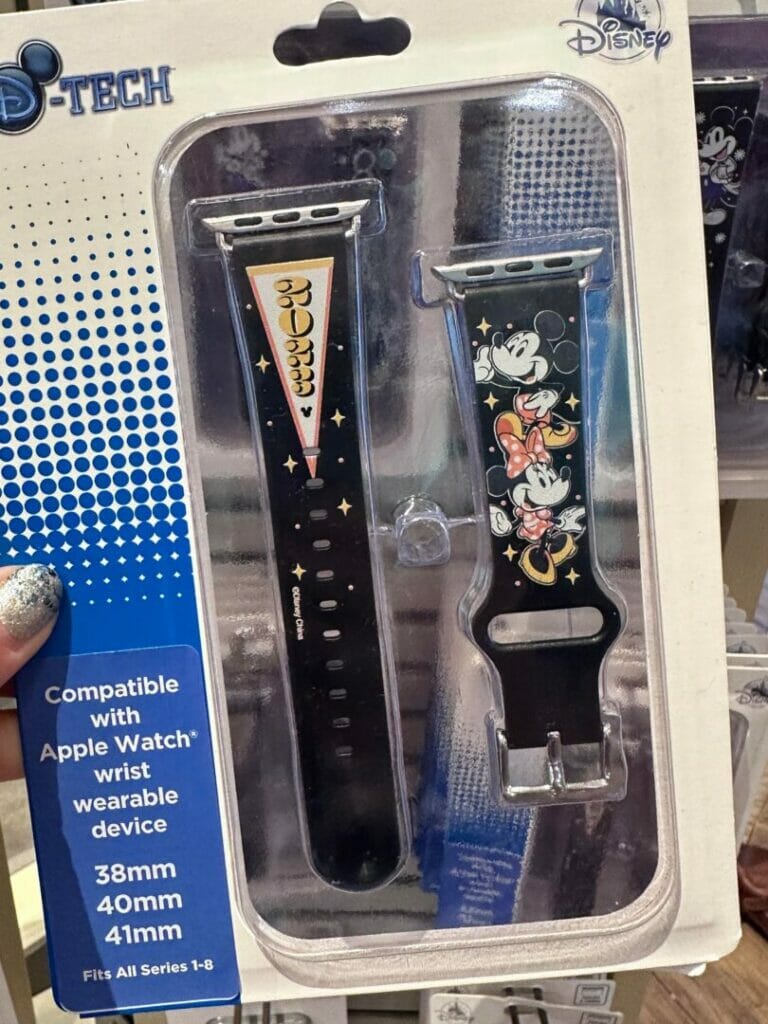 D-TECH
Disney
2023
©Disney China
Compatible
with
Apple Watch®
wrist
wearable
device
38mm
40mm
41mm
Fits All Series 1-8